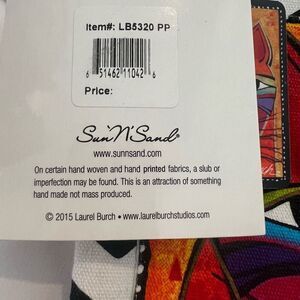 Item#: LB5320 PP
6 51462 11042 6
Price:
Sun 'N' Sand®
www.sunnsand.com
On certain hand woven and hand printed fabrics, a slub or
imperfection may be found. This is an attraction of something
hand made not mass produced.
© 2015 Laurel Burch • www.laurelburchstudios.com